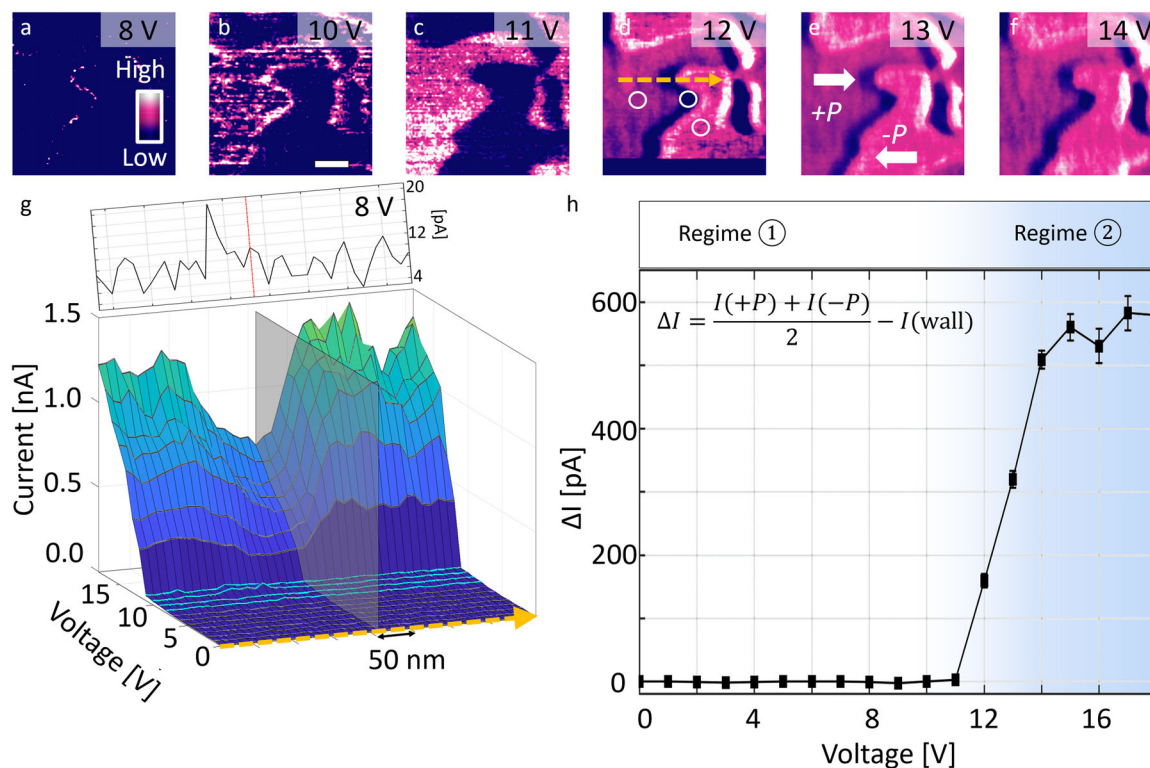 a
8 V
High
Low
b
10 V
c
11 V
d
12 V
e
13 V
+P
-P
f
14 V
g
8 V
20
12
4
[pA]
1.5
1.0
0.5
0.0
Current [nA]
15
10
5
0
Voltage [V]
50 nm
h
Regime ①
Regime ②
ΔI = (I(+P) + I(−P))/2 − I(wall)
600
400
200
0
ΔI [pA]
0 4 8 12 16
Voltage [V]